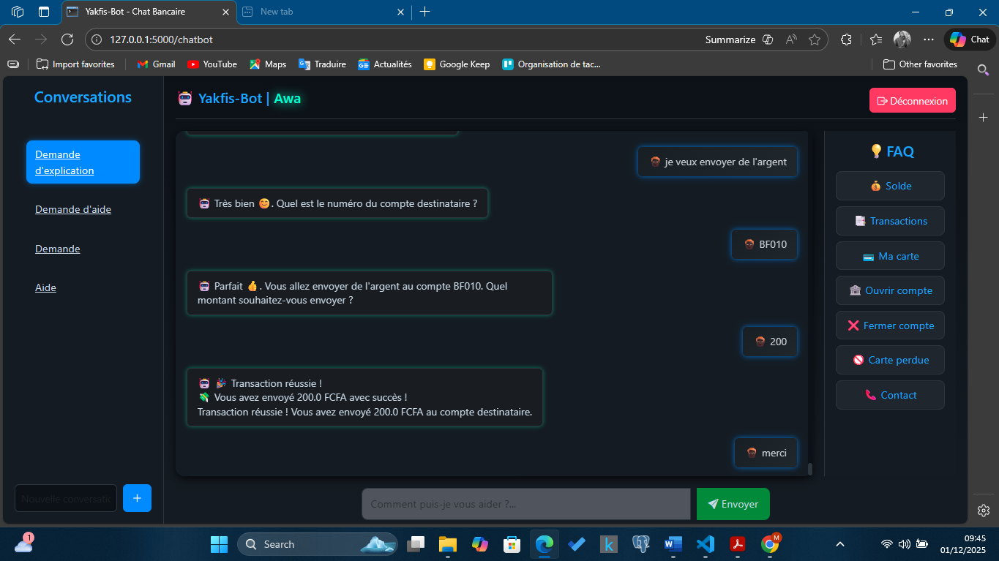 Yakfis-Bot - Chat Bancaire
New tab
127.0.0.1:5000/chatbot
Summarize
Chat
Import favorites
Gmail
YouTube
Maps
Traduire
Actualités
Google Keep
Organisation de tac...
Other favorites
Conversations
Demande
d'explication
Demande d'aide
Demande
Aide
Nouvelle conversatio
+
Yakfis-Bot | Awa
Déconnexion
je veux envoyer de l'argent
Très bien 😊. Quel est le numéro du compte destinataire ?
BF010
Parfait 👍. Vous allez envoyer de l'argent au compte BF010. Quel
montant souhaitez-vous envoyer ?
200
Transaction réussie !
Vous avez envoyé 200.0 FCFA avec succès !
Transaction réussie ! Vous avez envoyé 200.0 FCFA au compte destinataire.
merci
Comment puis-je vous aider ?...
Envoyer
FAQ
Solde
Transactions
Ma carte
Ouvrir compte
Fermer compte
Carte perdue
Contact
1
Search
M
09:45
01/12/2025